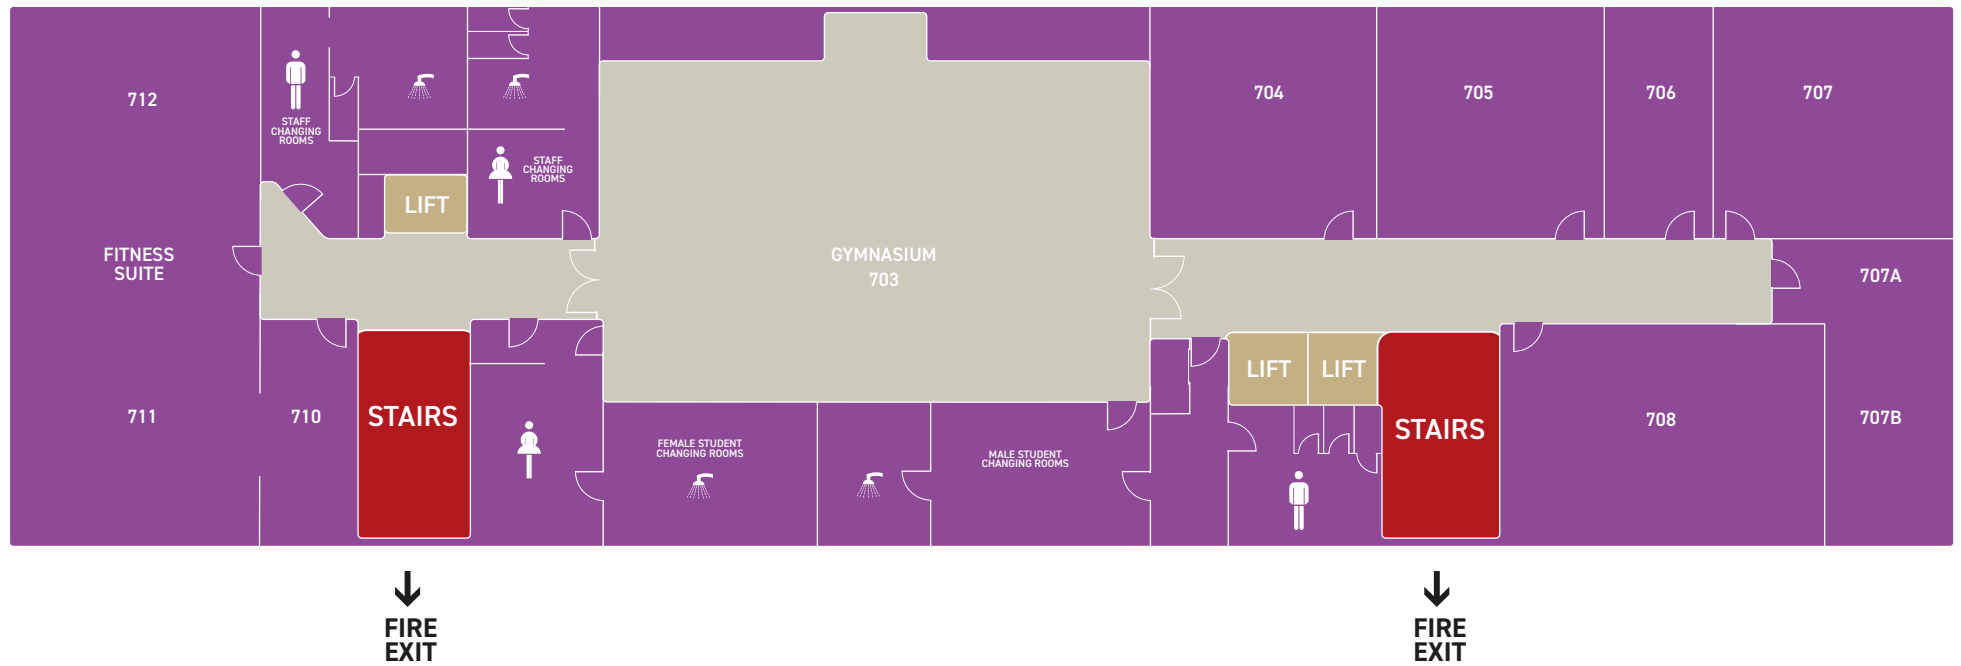 712
STAFF
CHANGING
ROOMS
STAFF
CHANGING
ROOMS
LIFT
FITNESS
SUITE
GYMNASIUM
703
704
705
706
707
707A
711
710
STAIRS
FEMALE STUDENT
CHANGING ROOMS
MALE STUDENT
CHANGING ROOMS
LIFT
LIFT
STAIRS
708
707B
FIRE
EXIT
FIRE
EXIT